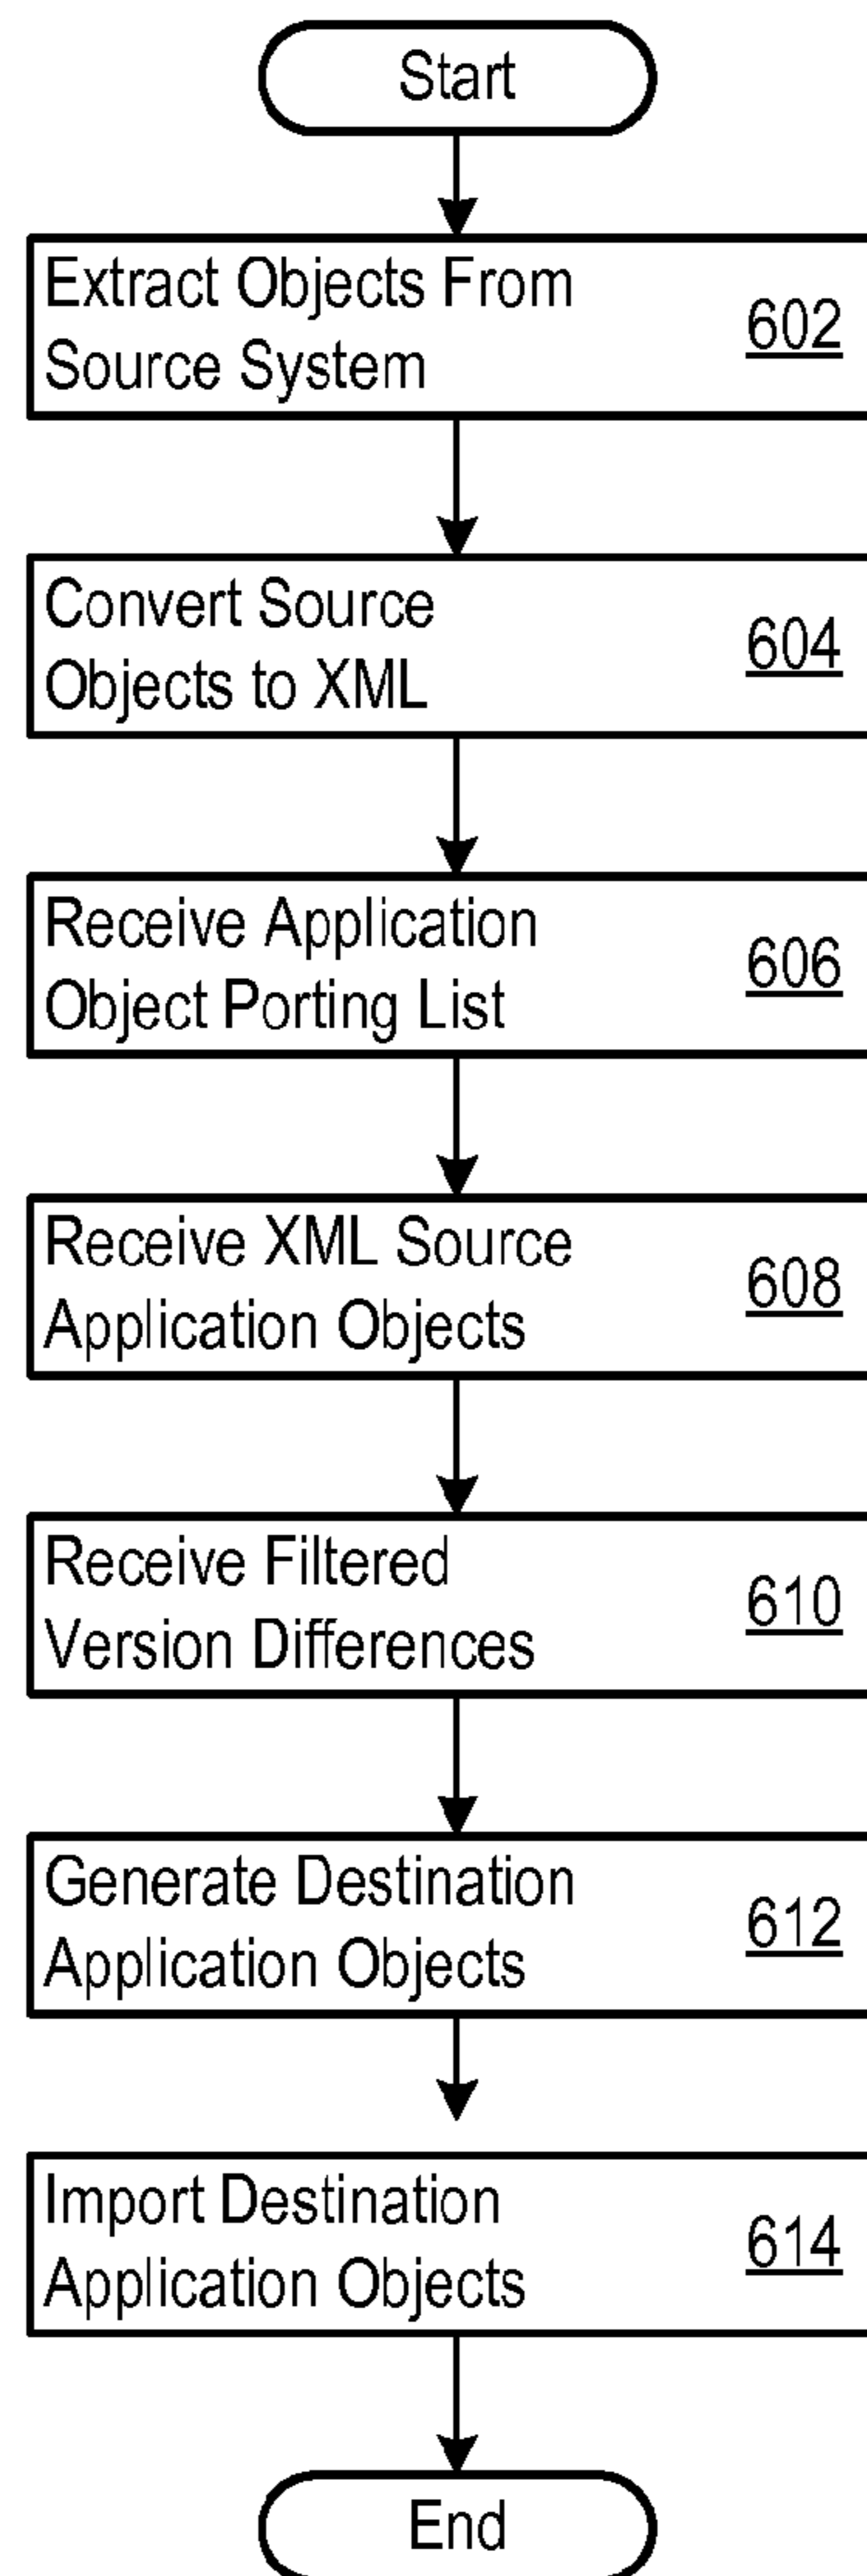 Start
Extract Objects From
Source System
602
Convert Source
Objects to XML
604
Receive Application
Object Porting List
606
Receive XML Source
Application Objects
608
Receive Filtered
Version Differences
610
Generate Destination
Application Objects
612
Import Destination
Application Objects
614
End